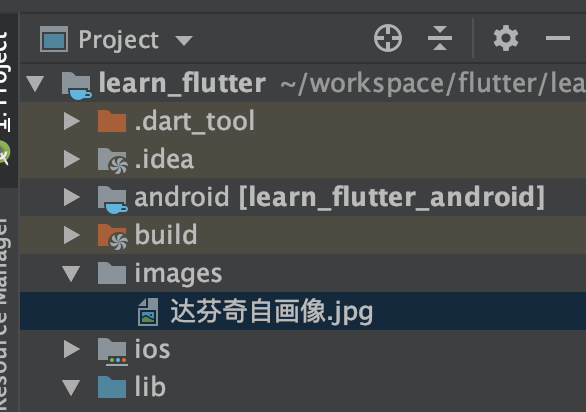 Project
learn_flutter ~/workspace/flutter/lea
.dart_tool
.idea
android [learn_flutter_android]
build
images
达芬奇自画像.jpg
ios
lib
1: Project
Resource Manager